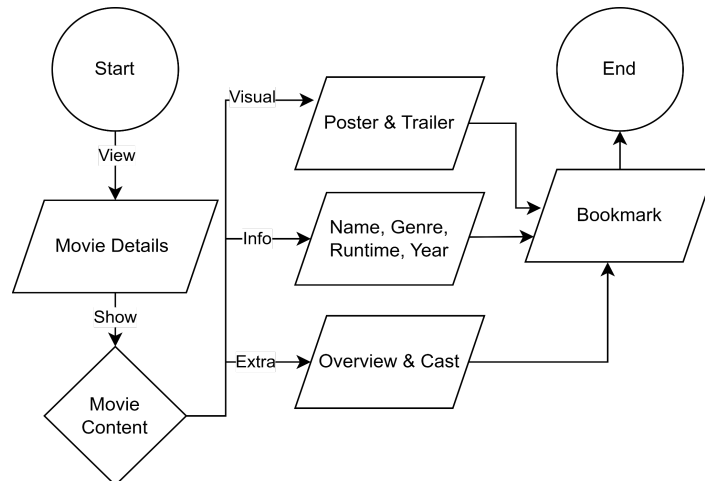 Start
View
Movie Details
Show
Movie
Content
Visual
Poster & Trailer
Info
Name, Genre,
Runtime, Year
Extra
Overview & Cast
Bookmark
End